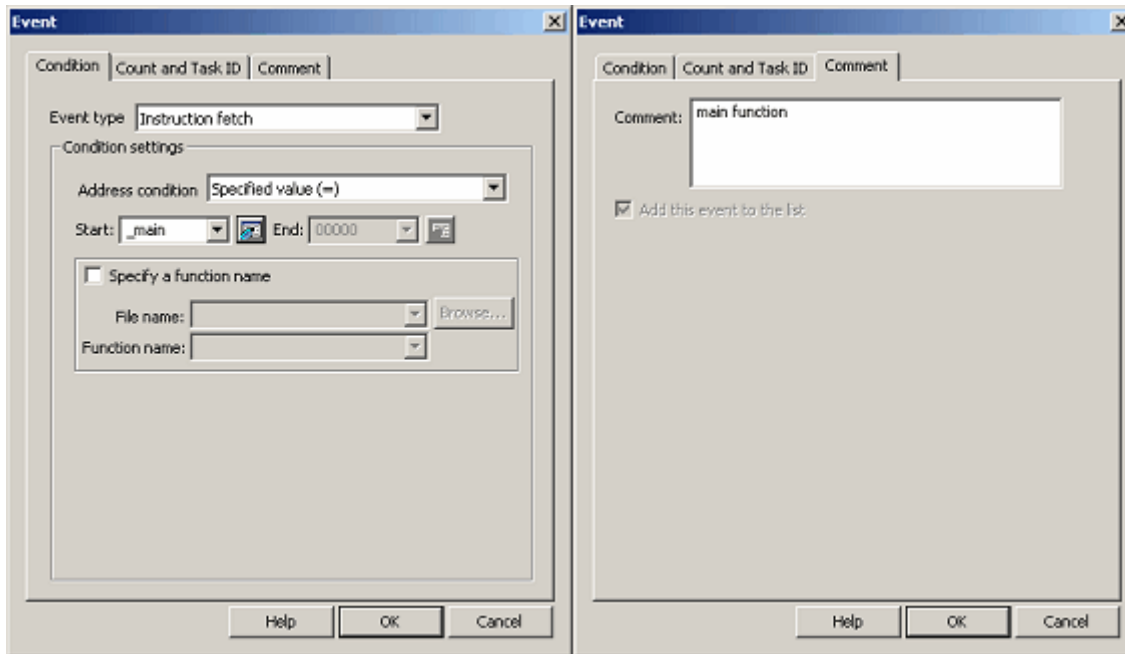 Event
Condition Count and Task ID Comment
Event type Instruction fetch
Condition settings
Address condition Specified value (=)
Start: _main End: 00000
Specify a function name
File name: Browse...
Function name:
Help OK Cancel
Event
Condition Count and Task ID Comment
Comment: main function
Add this event to the list
Help OK Cancel